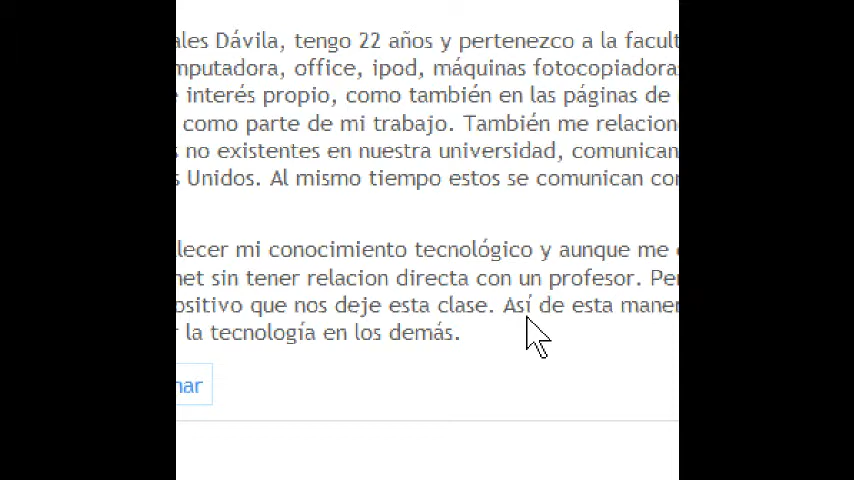 ales Dávila, tengo 22 años y pertenezco a la facult
mputadora, office, ipod, máquinas fotocopiadoras
interés propio, como también en las páginas de
como parte de mi trabajo. También me relacion
s no existentes en nuestra universidad, comunican
s Unidos. Al mismo tiempo estos se comunican con
lecer mi conocimiento tecnológico y aunque me
net sin tener relacion directa con un profesor. Per
ositivo que nos deje esta clase. Así de esta maner
r la tecnología en los demás.
nar